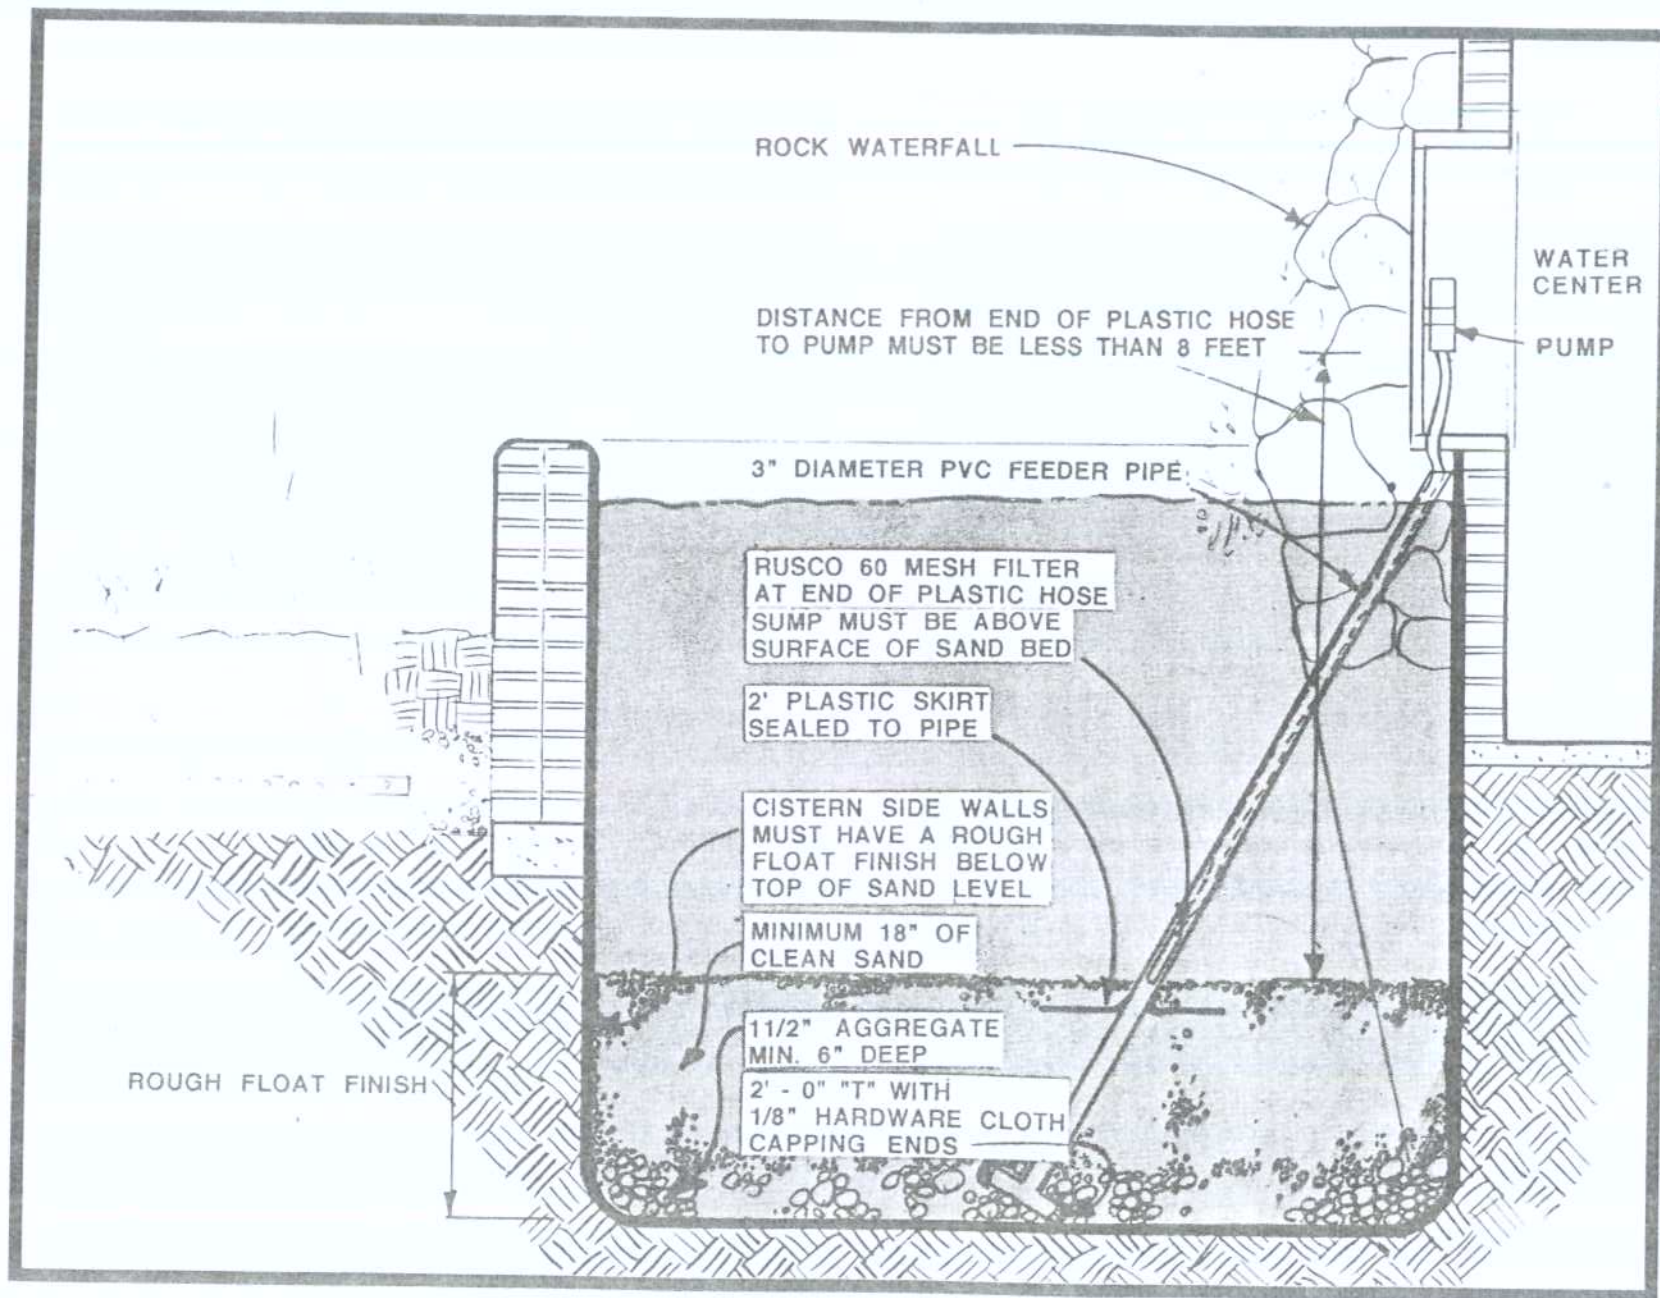 ROCK WATERFALL
WATER
CENTER
DISTANCE FROM END OF PLASTIC HOSE
TO PUMP MUST BE LESS THAN 8 FEET
PUMP
3" DIAMETER PVC FEEDER PIPE
RUSCO 60 MESH FILTER
AT END OF PLASTIC HOSE
SUMP MUST BE ABOVE
SURFACE OF SAND BED
2' PLASTIC SKIRT
SEALED TO PIPE
CISTERN SIDE WALLS
MUST HAVE A ROUGH
FLOAT FINISH BELOW
TOP OF SAND LEVEL
MINIMUM 18" OF
CLEAN SAND
11/2" AGGREGATE
MIN. 6" DEEP
ROUGH FLOAT FINISH
2' - 0" "T" WITH
1/8" HARDWARE CLOTH
CAPPING ENDS